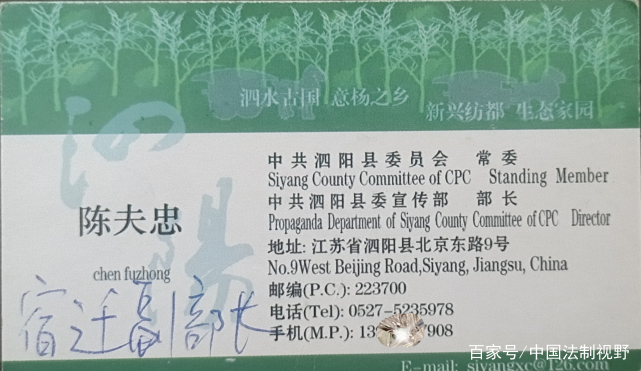 泗水古国 意杨之乡
新兴纺都 生态家园
泗陽
陈夫忠
chen fuzhong
中共泗阳县委员会 常委
Siyang County Committee of CPC Standing Member
中共泗阳县委宣传部 部长
Propaganda Department of Siyang County Committee of CPC Director
地址: 江苏省泗阳县北京东路9号
No.9West Beijing Road,Siyang, Jiangsu, China
邮编(P.C.): 223700
电话(Tel): 0527-5235978
手机(M.P.): 13 908
宿迁副部长
E-mail: siyangxc@126.com
百家号/中国法制视野